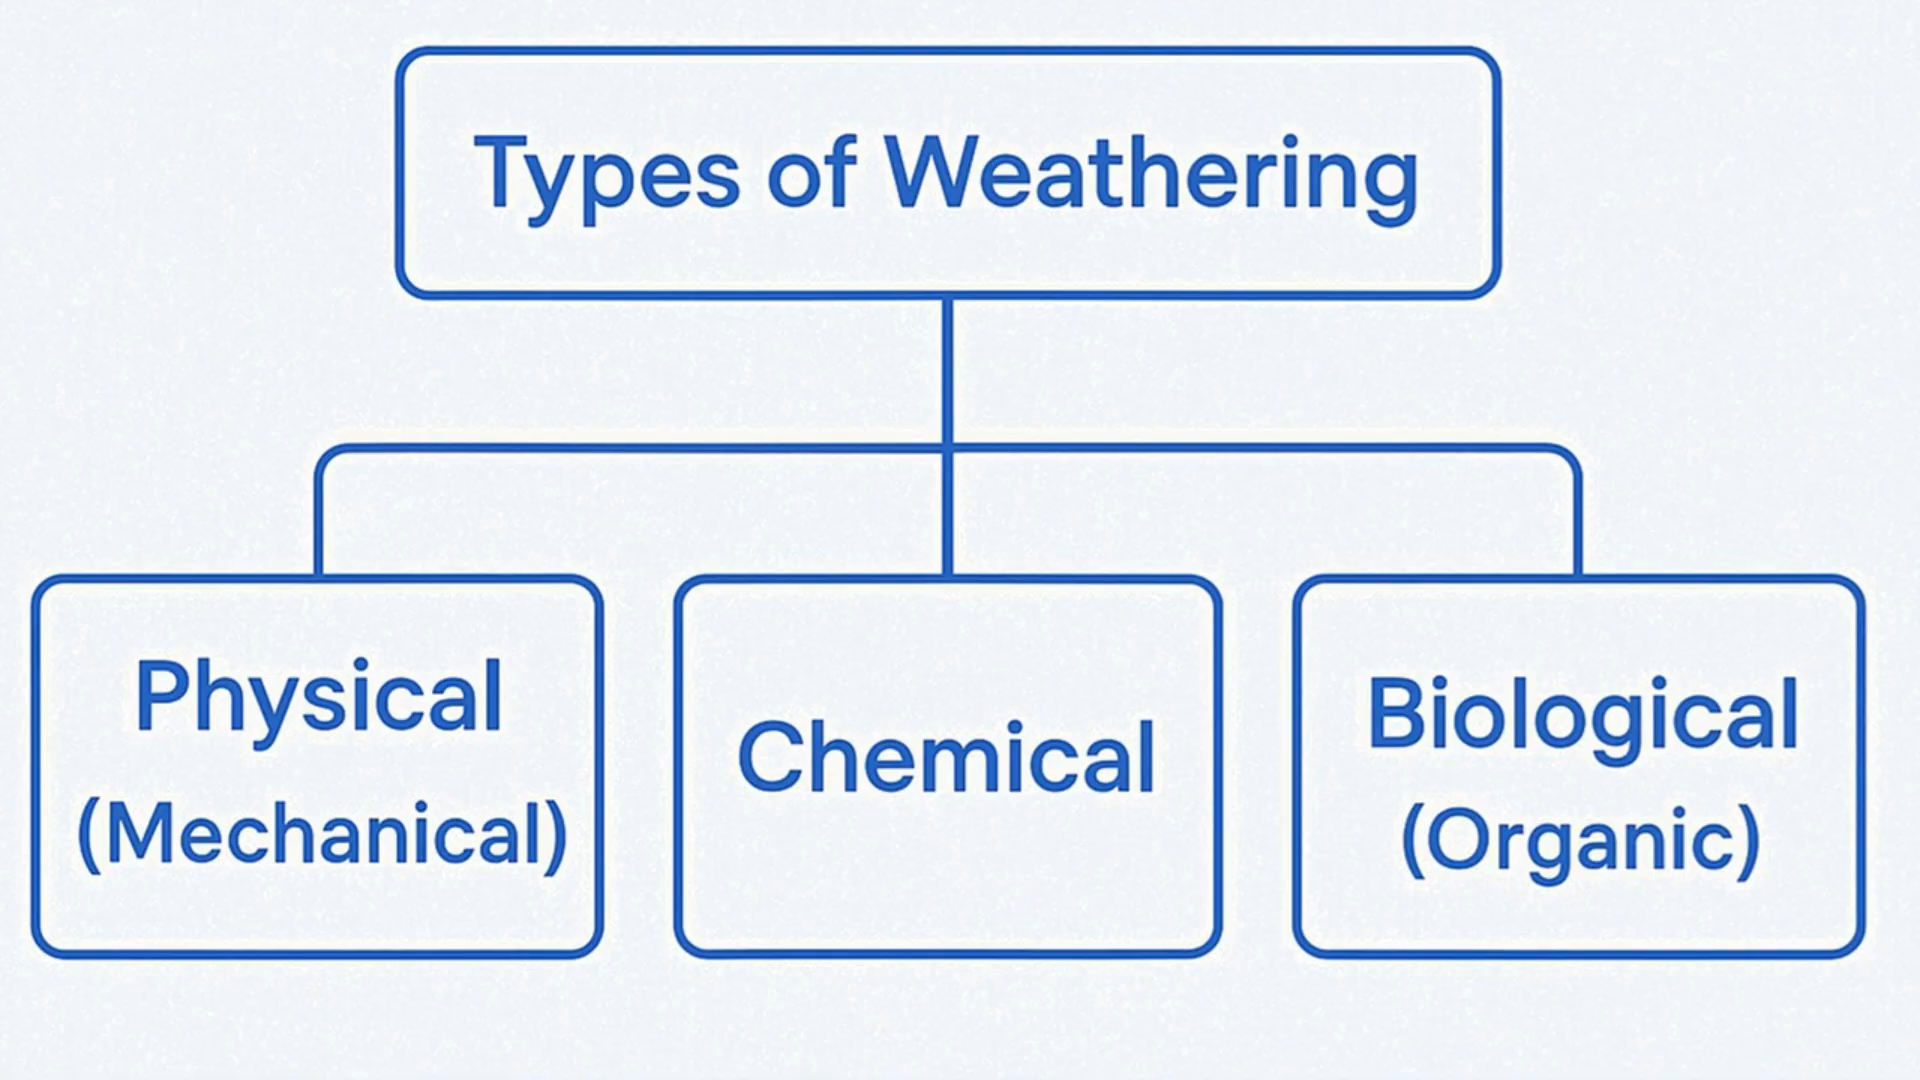 Types of Weathering
Physical
(Mechanical)
Chemical
Biological
(Organic)